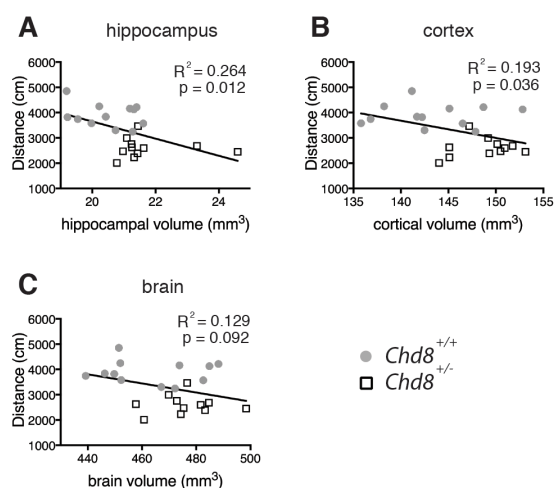 A
hippocampus
R² = 0.264
p = 0.012
6000
5000
4000
3000
2000
1000
Distance (cm)
20
22
24
hippocampal volume (mm³)
B
cortex
R² = 0.193
p = 0.036
6000
5000
4000
3000
2000
1000
Distance (cm)
135
140
145
150
155
cortical volume (mm³)
C
brain
R² = 0.129
p = 0.092
6000
5000
4000
3000
2000
1000
Distance (cm)
440
460
480
500
brain volume (mm³)
Chd8+/+
Chd8+/-